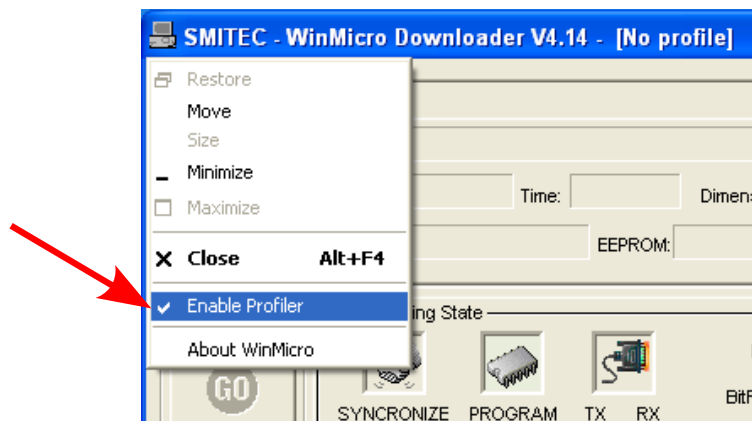 SMITEC - WinMicro Downloader V4.14 - [No profile]
Restore
Move
Size
Minimize
Maximize
Close Alt+F4
Enable Profiler
About WinMicro
Time:
EEPROM:
State
GO
SYNCRONIZE PROGRAM TX RX